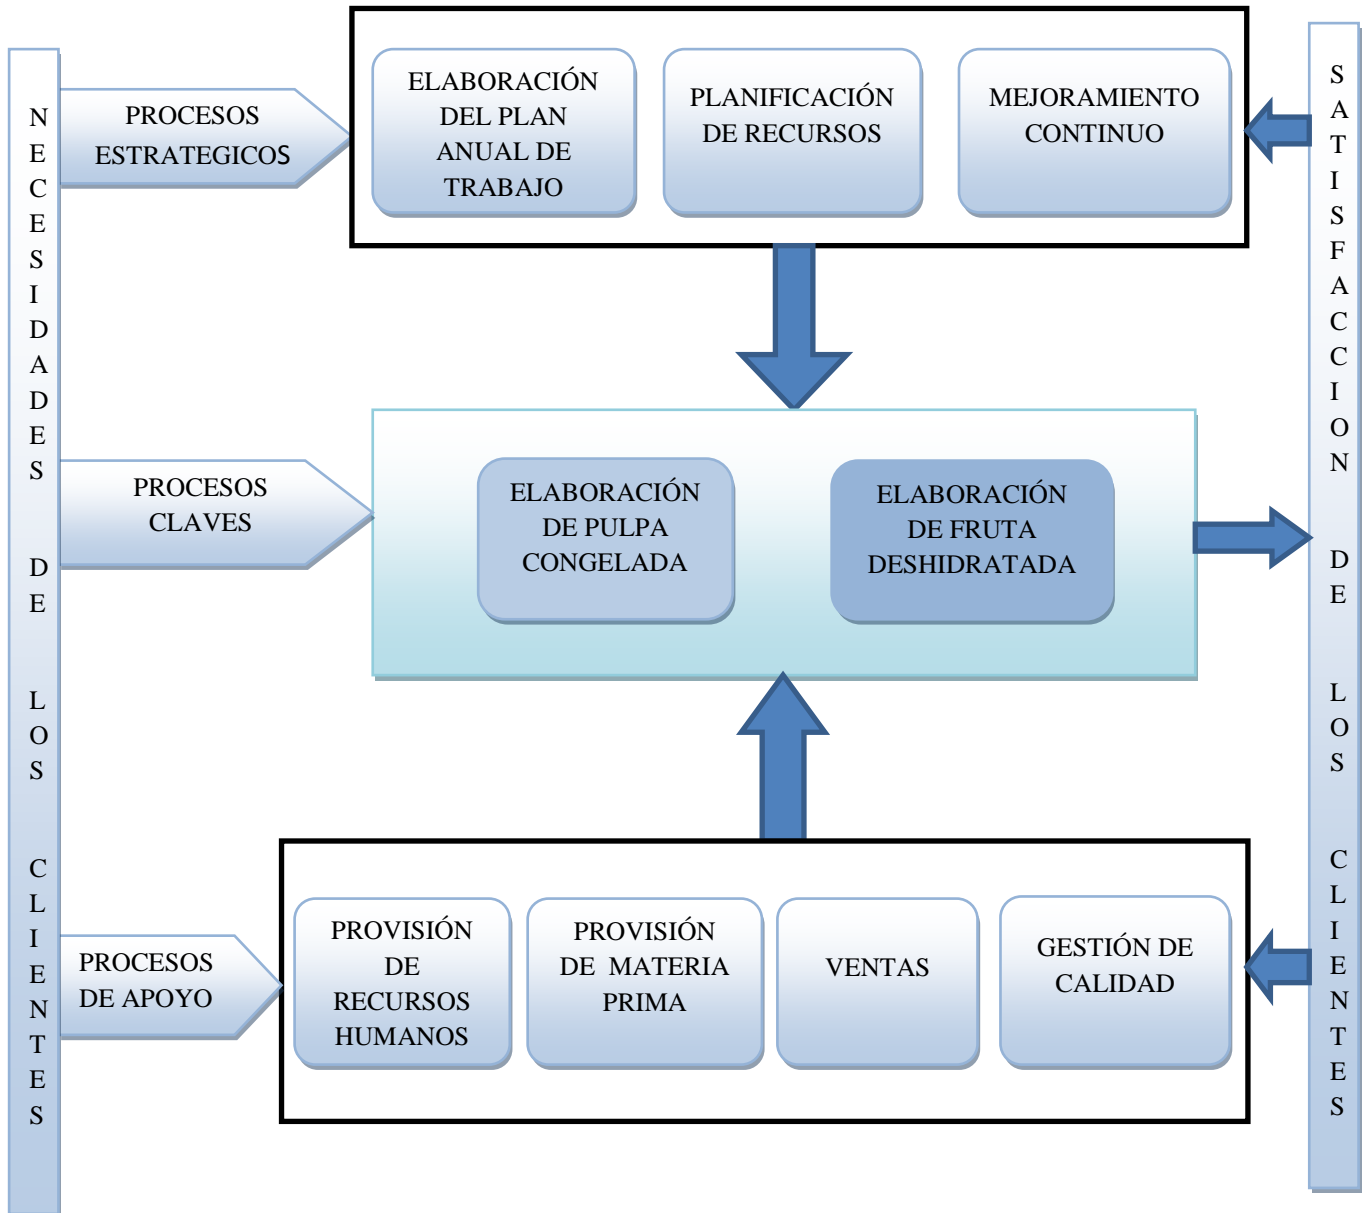 NECESIDADES DE LOS CLIENTES
PROCESOS
ESTRATEGICOS
ELABORACIÓN
DEL PLAN
ANUAL DE
TRABAJO
PLANIFICACIÓN
DE RECURSOS
MEJORAMIENTO
CONTINUO
PROCESOS
CLAVES
ELABORACIÓN
DE PULPA
CONGELADA
ELABORACIÓN
DE FRUTA
DESHIDRATADA
PROCESOS
DE APOYO
PROVISIÓN
DE
RECURSOS
HUMANOS
PROVISIÓN
DE MATERIA
PRIMA
VENTAS
GESTIÓN DE
CALIDAD
SATISFACCION DE LOS CLIENTES